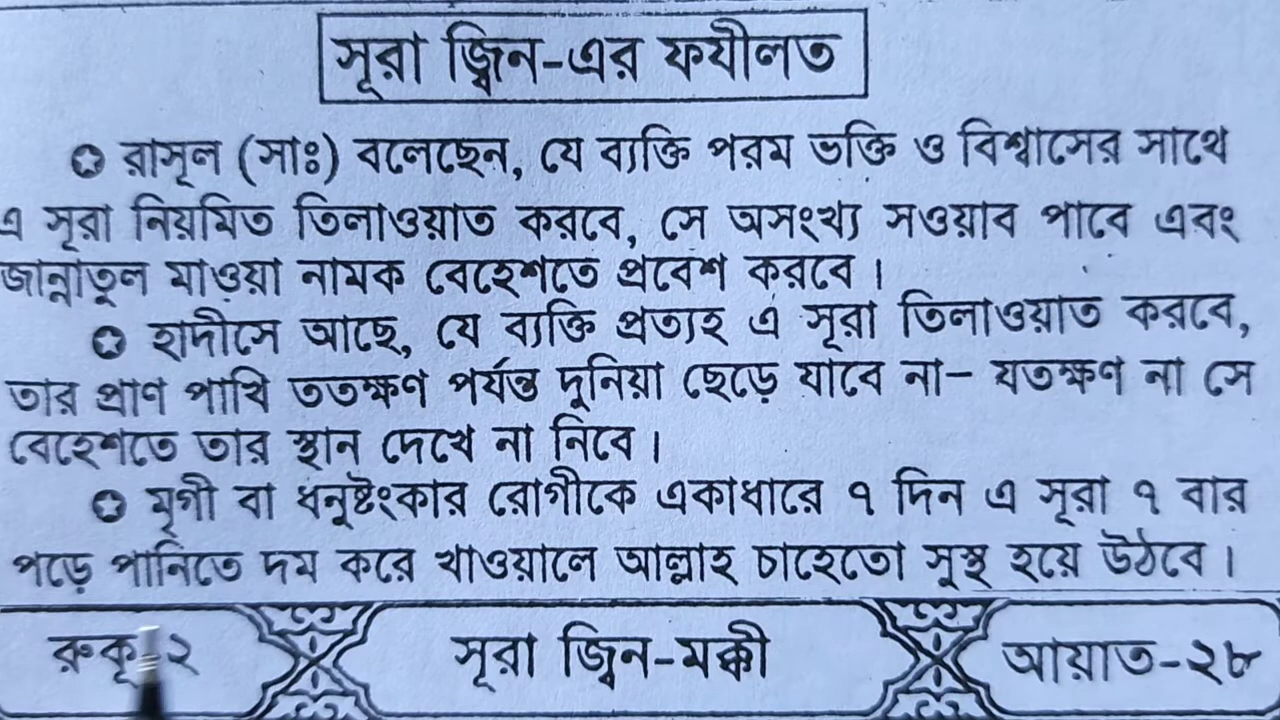 সূরা জ্বিন-এর ফযীলত
✪ রাসূল (সাঃ) বলেছেন, যে ব্যক্তি পরম ভক্তি ও বিশ্বাসের সাথে
এ সূরা নিয়মিত তিলাওয়াত করবে, সে অসংখ্য সওয়াব পাবে এবং
জান্নাতুল মাওয়া নামক বেহেশতে প্রবেশ করবে।
✪ হাদীসে আছে, যে ব্যক্তি প্রত্যহ এ সূরা তিলাওয়াত করবে,
তার প্রাণ পাখি ততক্ষণ পর্যন্ত দুনিয়া ছেড়ে যাবে না- যতক্ষণ না সে
বেহেশতে তার স্থান দেখে না নিবে।
✪ মৃগী বা ধনুষ্টংকার রোগীকে একাধারে ৭ দিন এ সূরা ৭ বার
পড়ে পানিতে দম করে খাওয়ালে আল্লাহ চাহেতো সুস্থ হয়ে উঠবে।
রুকূ-২ সূরা জ্বিন-মক্কী আয়াত-২৮